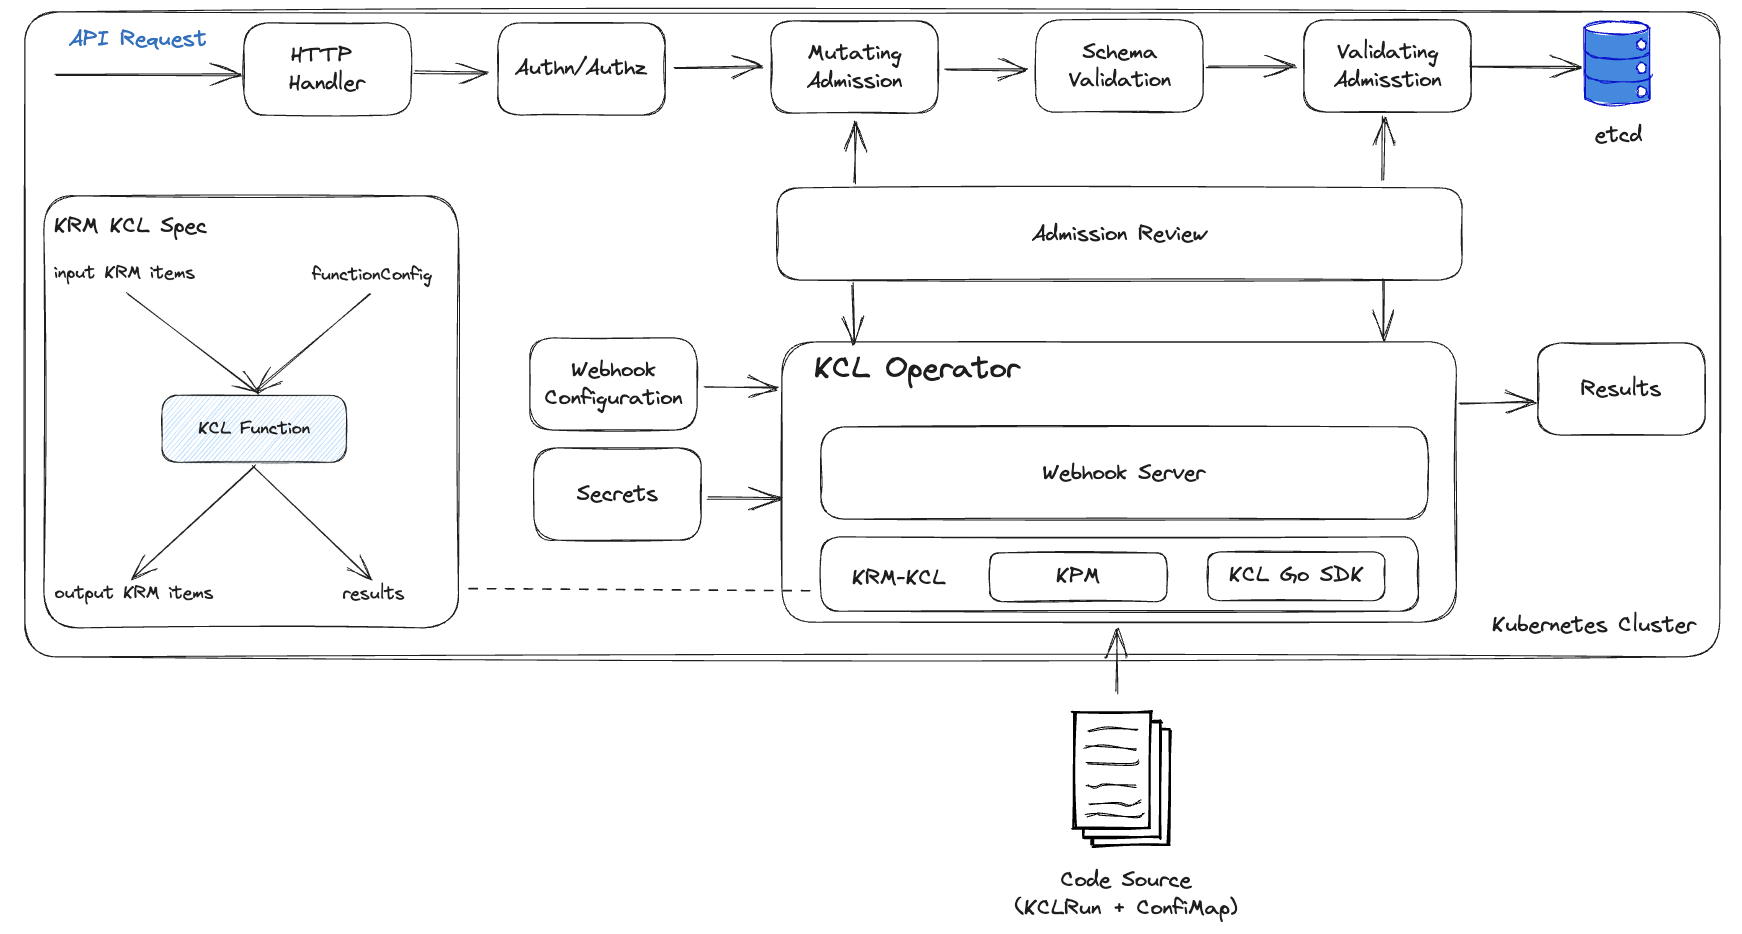 API Request
HTTP
Handler
Authn/Authz
Mutating
Admission
Schema
Validation
Validating
Admisstion
etcd
KRM KCL Spec
input KRM items
functionConfig
KCL Function
output KRM items
results
Admission Review
Webhook
Configuration
Secrets
KCL Operator
Webhook Server
KRM-KCL
KPM
KCL Go SDK
Results
Kubernetes Cluster
Code Source
(KCLRun + ConfiMap)